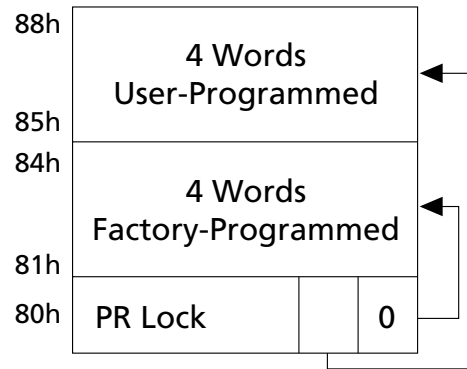 88h
4 Words
User-Programmed
85h
84h
4 Words
Factory-Programmed
81h
80h PR Lock 0